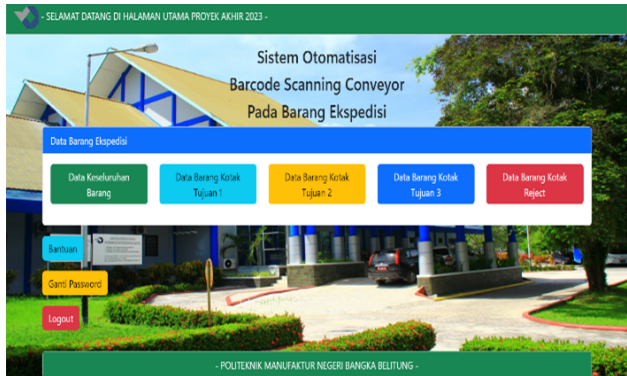 - SELAMAT DATANG DI HALAMAN UTAMA PROYEK AKHIR 2023 -
Sistem Otomatisasi
Barcode Scanning Conveyor
Pada Barang Ekspedisi
Data Barang Ekspedisi
Data Keseluruhan
Barang
Data Barang Kotak
Tujuan 1
Data Barang Kotak
Tujuan 2
Data Barang Kotak
Tujuan 3
Data Barang Kotak
Reject
Bantuan
Ganti Password
Logout
- POLITEKNIK MANUFAKTUR NEGERI BANGKA BELITUNG -